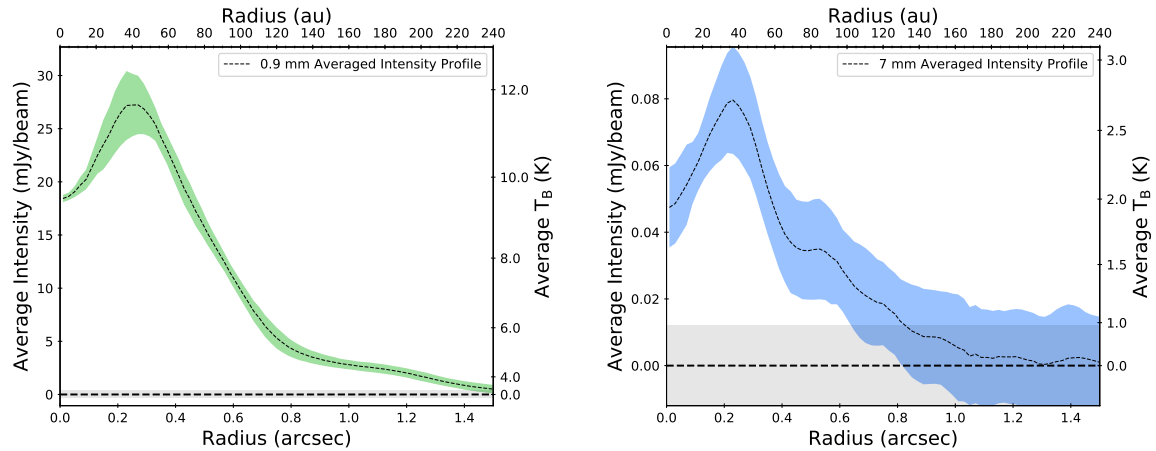 Radius (au)
0 20 40 60 80 100 120 140 160 180 200 220 240
0.9 mm Averaged Intensity Profile
Average Intensity (mJy/beam)
30
25
20
15
10
5
0
12.0
10.0
8.0
6.0
4.0
0.0
Average T_B (K)
0.0 0.2 0.4 0.6 0.8 1.0 1.2 1.4
Radius (arcsec)
Radius (au)
0 20 40 60 80 100 120 140 160 180 200 220 240
7 mm Averaged Intensity Profile
Average Intensity (mJy/beam)
0.08
0.06
0.04
0.02
0.00
3.0
2.5
2.0
1.5
1.0
0.0
Average T_B (K)
0.0 0.2 0.4 0.6 0.8 1.0 1.2 1.4
Radius (arcsec)